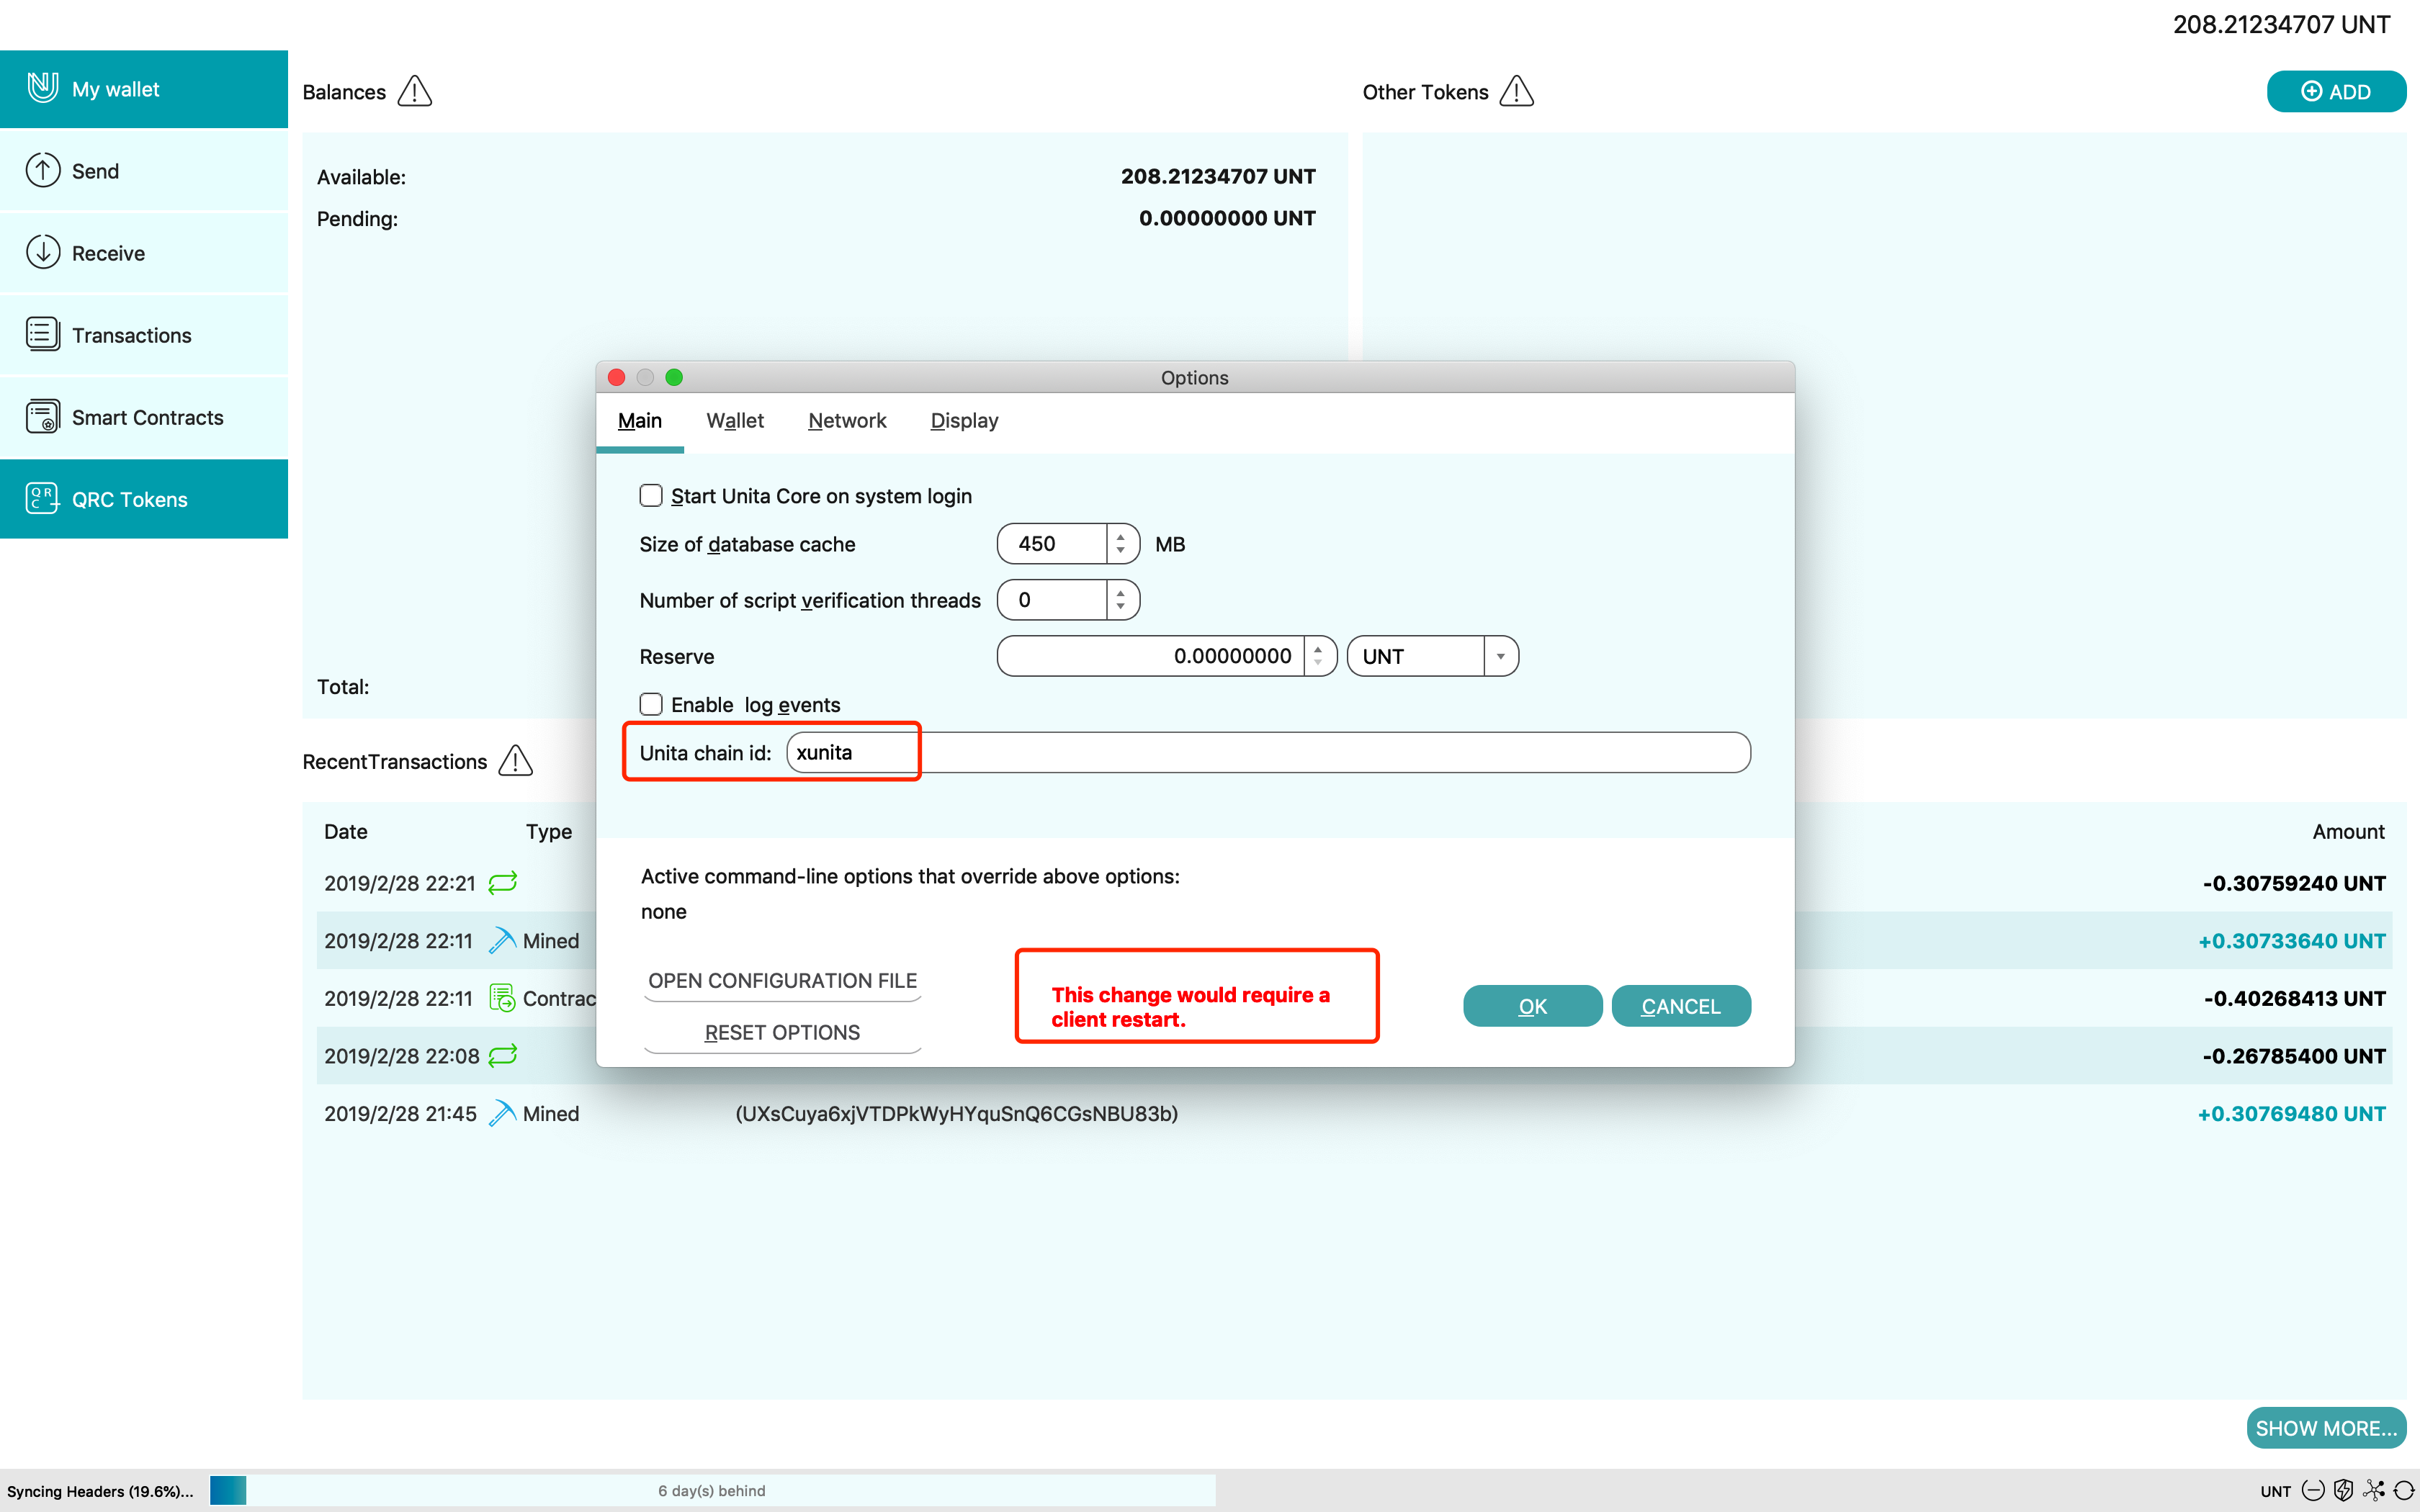 208.21234707 UNT
My wallet
Send
Receive
Transactions
Smart Contracts
QRC Tokens
Balances
Available: 208.21234707 UNT
Pending: 0.00000000 UNT
Total:
Other Tokens
ADD
Options
Main Wallet Network Display
Start Unita Core on system login
Size of database cache 450 MB
Number of script verification threads 0
Reserve 0.00000000 UNT
Enable log events
Unita chain id: xunita
Active command-line options that override above options:
none
OPEN CONFIGURATION FILE
RESET OPTIONS
This change would require a
client restart.
OK CANCEL
RecentTransactions
Date Type Amount
2019/2/28 22:21 -0.30759240 UNT
2019/2/28 22:11 Mined +0.30733640 UNT
2019/2/28 22:11 Contrac -0.40268413 UNT
2019/2/28 22:08 -0.26785400 UNT
2019/2/28 21:45 Mined (UXsCuya6xjVTDPkWyHYquSnQ6CGsNBU83b) +0.30769480 UNT
SHOW MORE...
Syncing Headers (19.6%)... 6 day(s) behind UNT